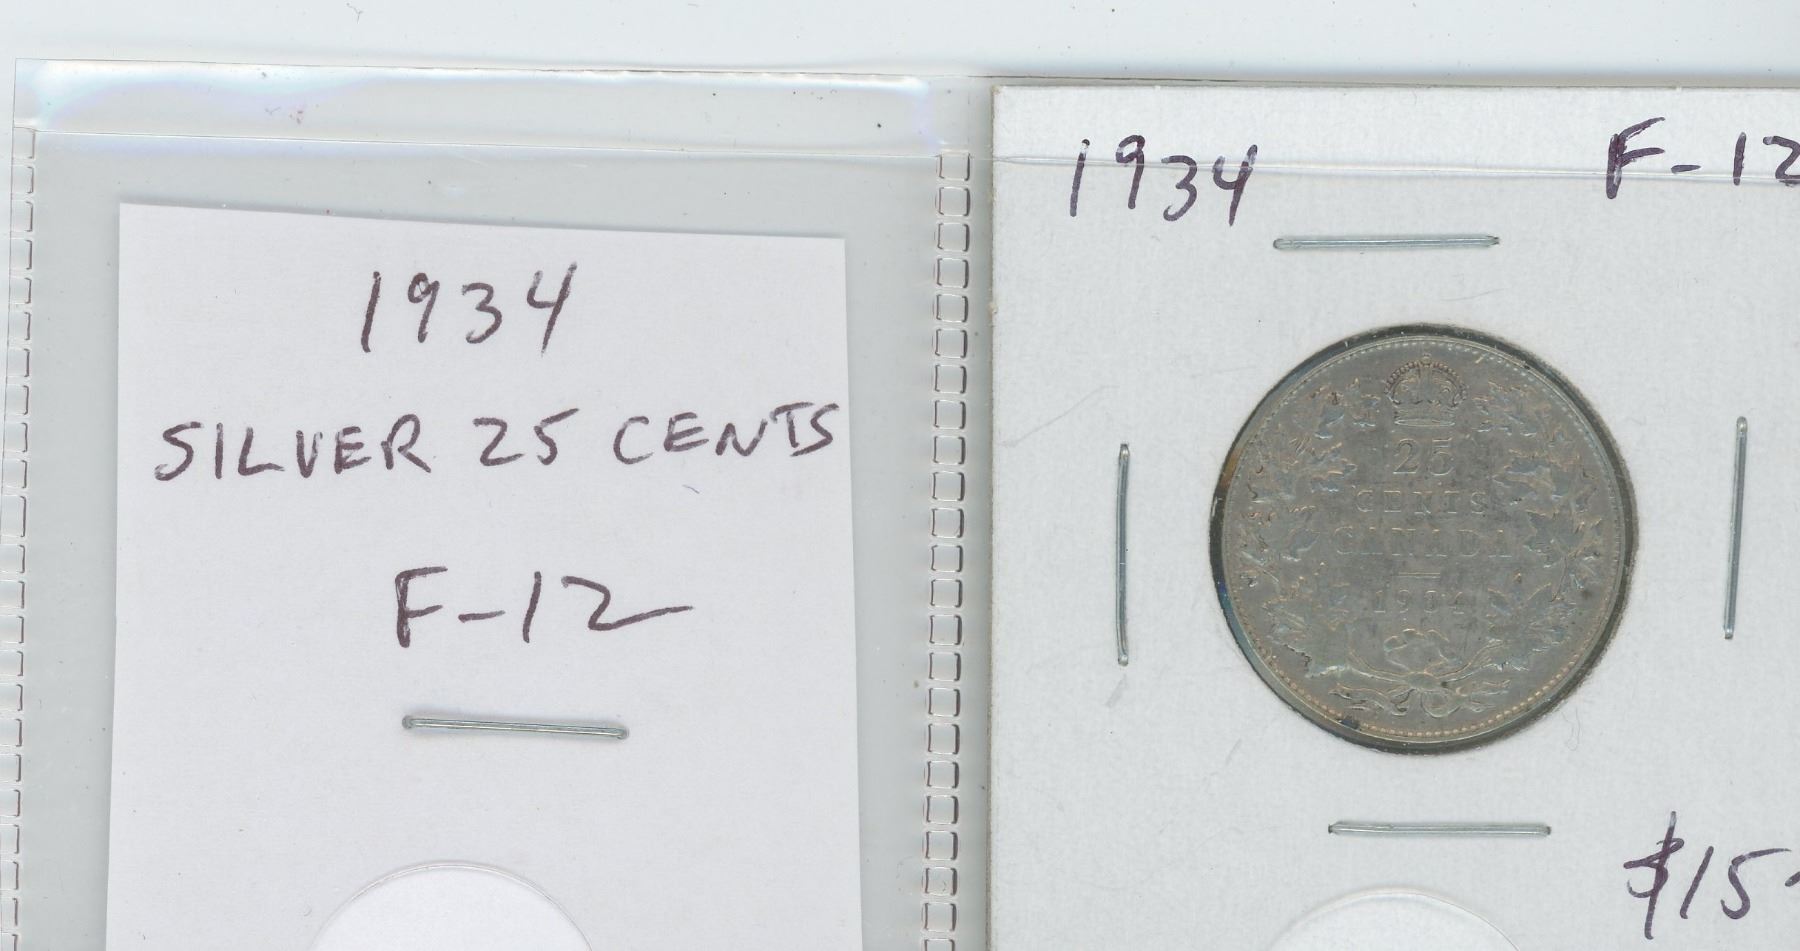 1934
SILVER 25 CENTS
F-12
1934 F-12
25
CENTS
CANADA
1934
$15-